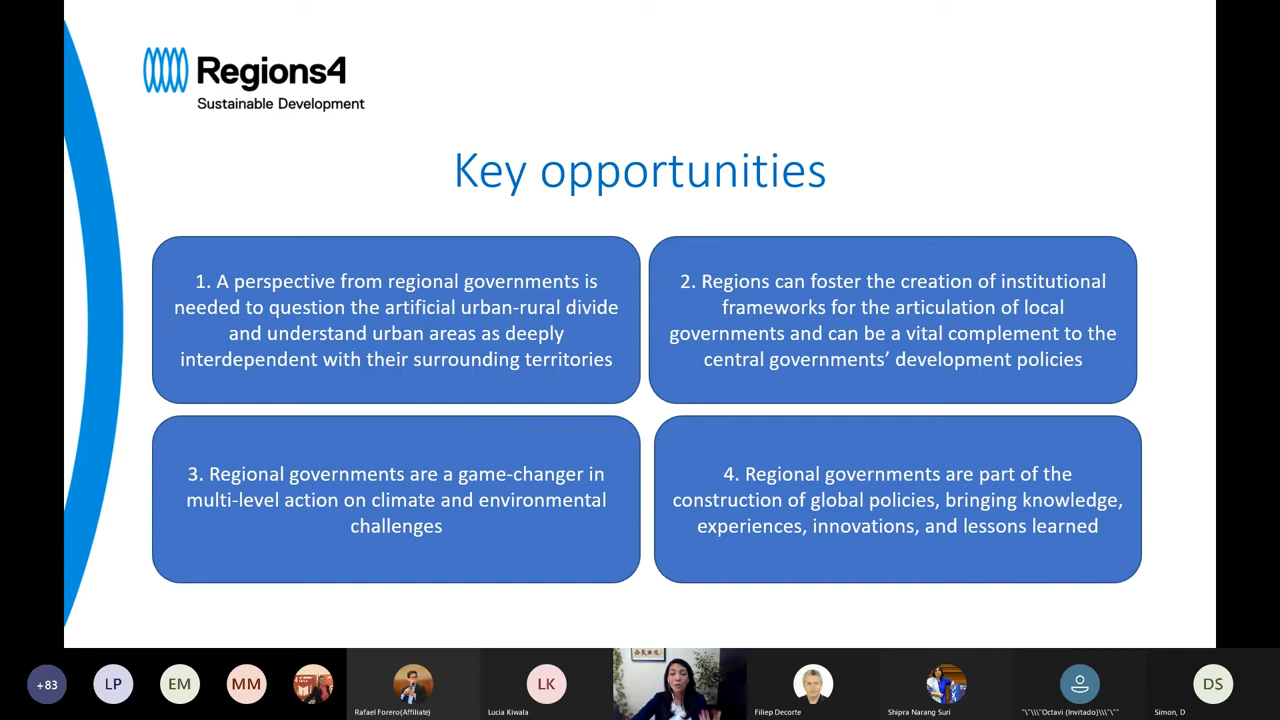 Regions4
Sustainable Development
Key opportunities
1. A perspective from regional governments is
needed to question the artificial urban-rural divide
and understand urban areas as deeply
interdependent with their surrounding territories
2. Regions can foster the creation of institutional
frameworks for the articulation of local
governments and can be a vital complement to the
central governments’ development policies
3. Regional governments are a game-changer in
multi-level action on climate and environmental
challenges
4. Regional governments are part of the
construction of global policies, bringing knowledge,
experiences, innovations, and lessons learned
+83
LP
EM
MM
Rafael Forero(Affiliate)
LK
Lucia Kiwala
Filiep Decorte
Shipra Narang Suri
"\"\\\"Octavi (Invitado)\\\"\""
DS
Simon, D